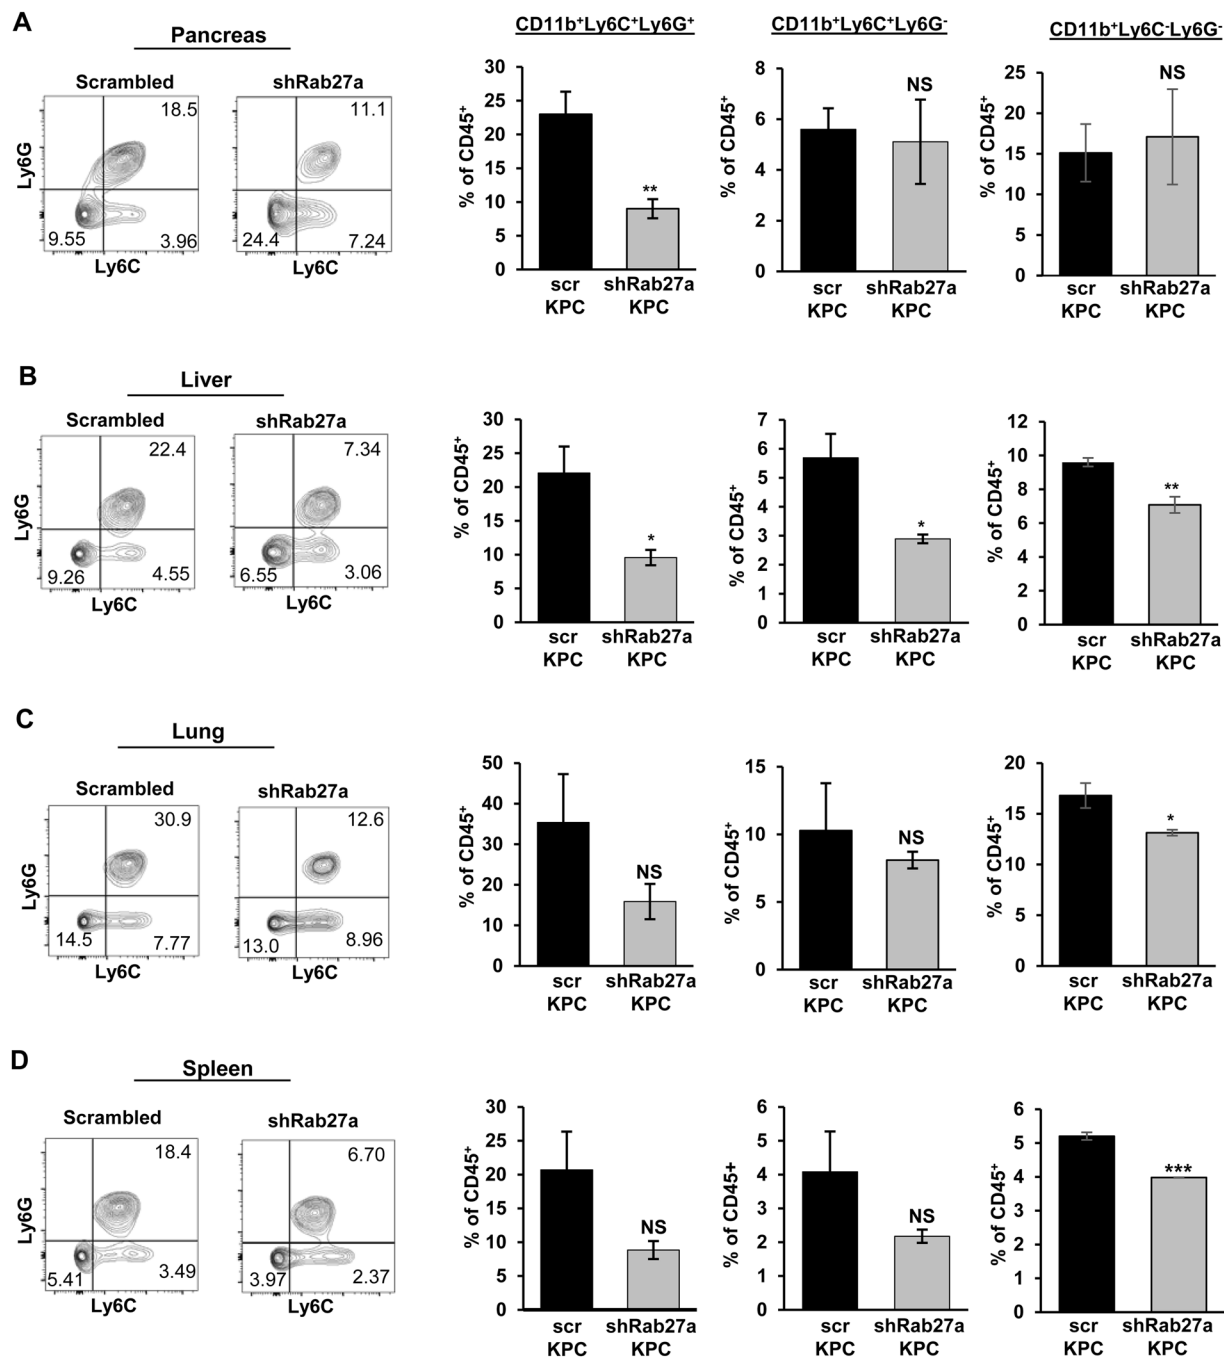 A
Pancreas
Scrambled
shRab27a
18.5
9.55
3.96
11.1
24.4
7.24
Ly6G
Ly6C
Ly6C
CD11b⁺Ly6C⁺Ly6G⁺
% of CD45⁺
30
25
20
15
10
5
0
**
scr
KPC
shRab27a
KPC
CD11b⁺Ly6C⁺Ly6G⁻
% of CD45⁺
8
6
4
2
0
NS
scr
KPC
shRab27a
KPC
CD11b⁺Ly6C⁻Ly6G⁻
% of CD45⁺
25
20
15
10
5
0
NS
scr
KPC
shRab27a
KPC
B
Liver
Scrambled
shRab27a
22.4
9.26
4.55
7.34
6.55
3.06
Ly6G
Ly6C
Ly6C
% of CD45⁺
30
25
20
15
10
5
0
*
scr
KPC
shRab27a
KPC
% of CD45⁺
7
6
5
4
3
2
1
0
*
scr
KPC
shRab27a
KPC
% of CD45⁺
12
10
8
6
4
2
0
**
scr
KPC
shRab27a
KPC
C
Lung
Scrambled
shRab27a
30.9
14.5
7.77
12.6
13.0
8.96
Ly6G
Ly6C
Ly6C
% of CD45⁺
50
40
30
20
10
0
NS
scr
KPC
shRab27a
KPC
% of CD45⁺
15
10
5
0
NS
scr
KPC
shRab27a
KPC
% of CD45⁺
20
15
10
5
0
*
scr
KPC
shRab27a
KPC
D
Spleen
Scrambled
shRab27a
18.4
5.41
3.49
6.70
3.97
2.37
Ly6G
Ly6C
Ly6C
% of CD45⁺
30
25
20
15
10
5
0
NS
scr
KPC
shRab27a
KPC
% of CD45+
6
5
4
3
2
1
0
NS
scr
KPC
shRab27a
KPC
% of CD45⁺
6
5
4
3
2
1
0
***
scr
KPC
shRab27a
KPC